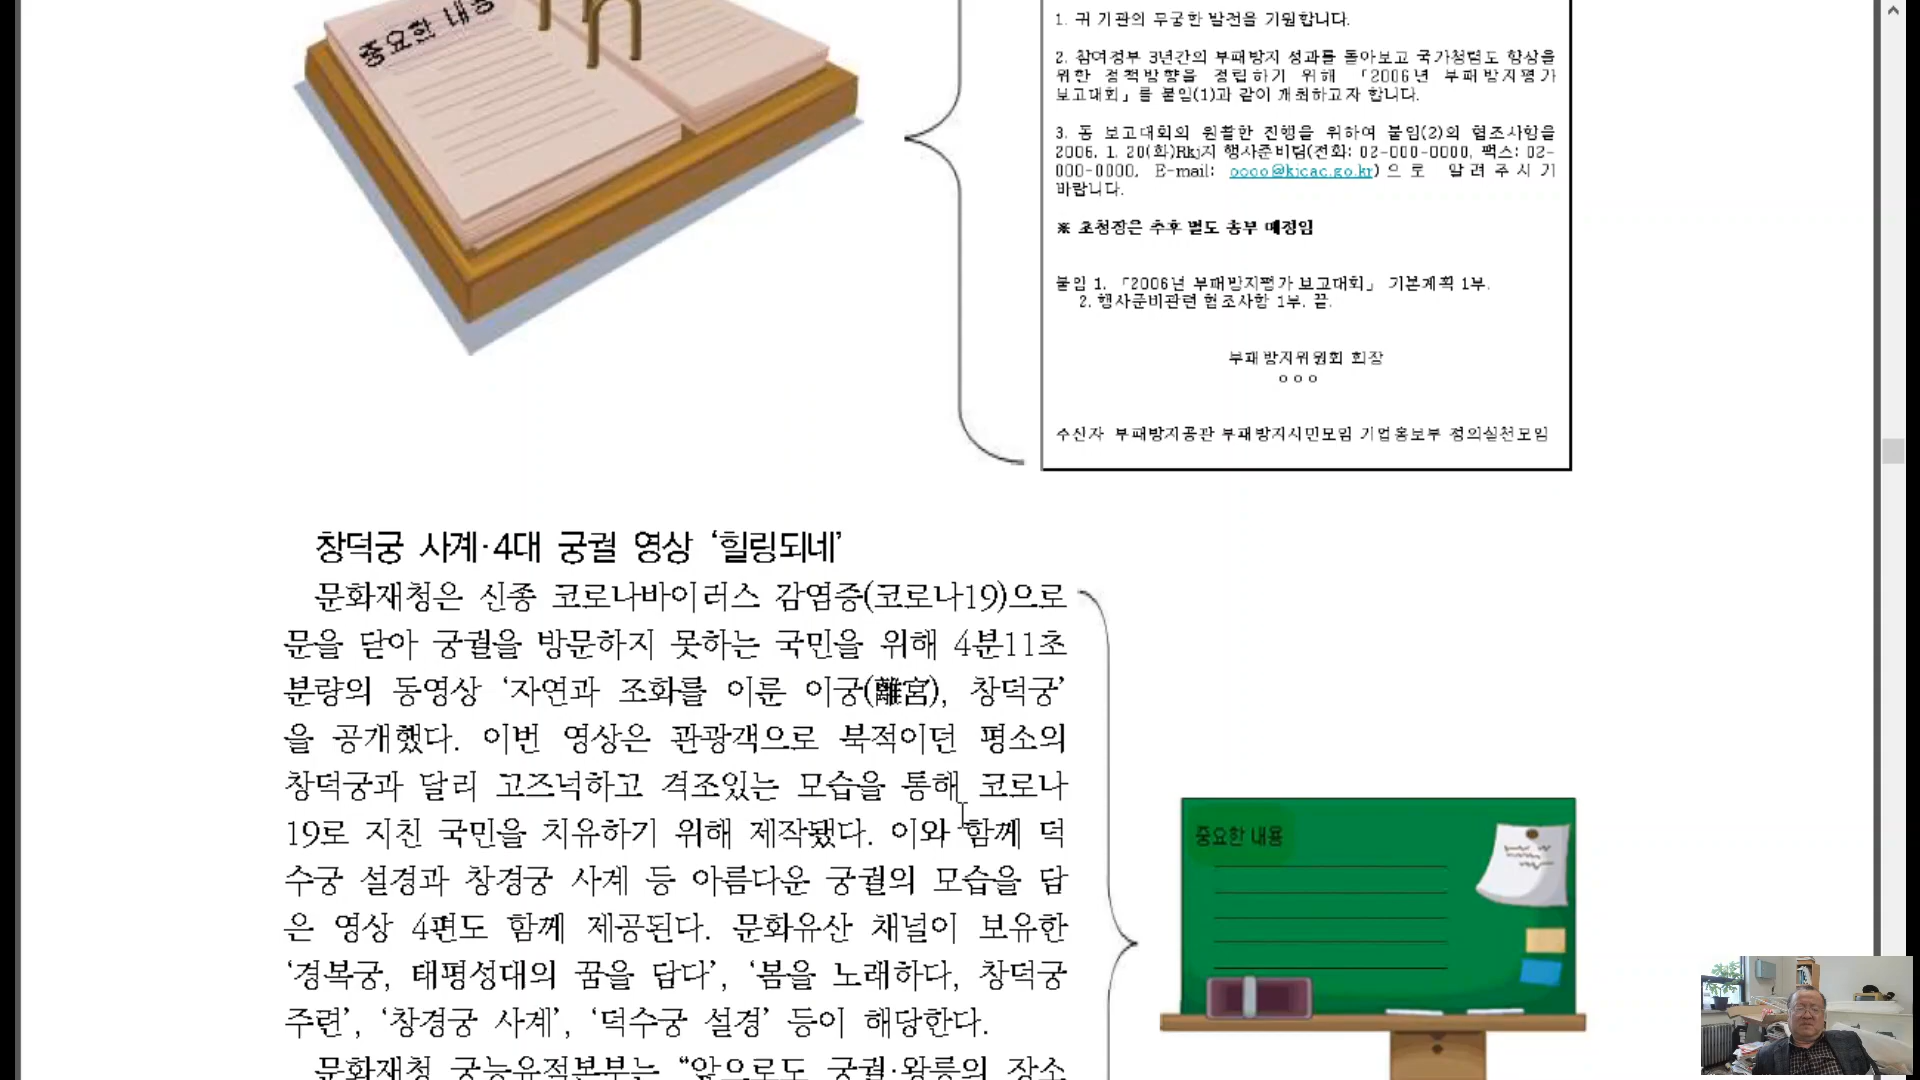 중요한 내용
1. 귀 기관의 무궁한 발전을 기원합니다.
2. 참여정부 3년간의 부패방지 성과를 돌아보고 국가청렴도 향상을
위한 정책방향을 정립하기 위해 「2006년 부패방지평가
보고대회」를 붙임(1)과 같이 개최하고자 합니다.
3. 동 보고대회의 원활한 진행을 위하여 붙임(2)의 협조사항을
2006. 1. 20(화)Rkj지 행사준비팀(전화: 02-000-0000, 팩스: 02-
000-0000, E-mail: oooo@kicac.go.kr)으로 알려주시기
바랍니다.
※ 초청장은 추후 별도 송부 예정임
붙임 1. 「2006년 부패방지평가 보고대회」 기본계획 1부.
2. 행사준비관련 협조사항 1부. 끝.
부패방지위원회 회장
ㅇㅇㅇ
수신자 부패방지공관 부패방지시민모임 기업홍보부 정의실천모임
창덕궁 사계·4대 궁궐 영상 ‘힐링되네’
문화재청은 신종 코로나바이러스 감염증(코로나19)으로
문을 닫아 궁궐을 방문하지 못하는 국민을 위해 4분11초
분량의 동영상 ‘자연과 조화를 이룬 이궁(離宮), 창덕궁’
을 공개했다. 이번 영상은 관광객으로 북적이던 평소의
창덕궁과 달리 고즈넉하고 격조있는 모습을 통해 코로나
19로 지친 국민을 치유하기 위해 제작됐다. 이와 함께 덕
수궁 설경과 창경궁 사계 등 아름다운 궁궐의 모습을 담
은 영상 4편도 함께 제공된다. 문화유산 채널이 보유한
‘경복궁, 태평성대의 꿈을 담다’, ‘봄을 노래하다, 창덕궁
주련’, ‘창경궁 사계’, ‘덕수궁 설경’ 등이 해당한다.
문화재청 궁능유적본부는 “앞으로도 궁궐·왕릉의 장소
중요한 내용